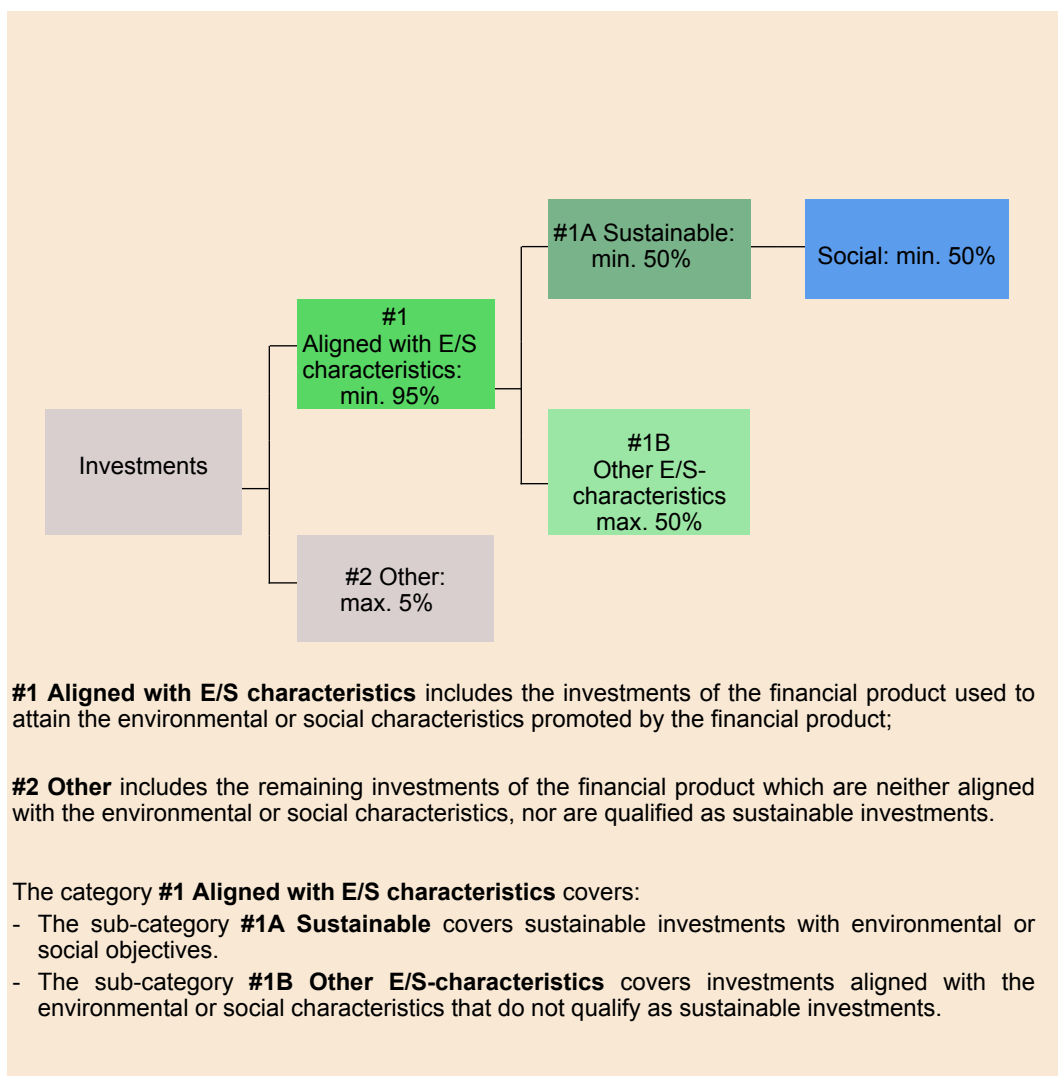 #1A Sustainable:
min. 50%
Social: min. 50%
#1
Aligned with E/S
characteristics:
min. 95%
Investments
#1B
Other E/S-
characteristics
max. 50%
#2 Other:
max. 5%
#1 Aligned with E/S characteristics includes the investments of the financial product used to
attain the environmental or social characteristics promoted by the financial product;
#2 Other includes the remaining investments of the financial product which are neither aligned
with the environmental or social characteristics, nor are qualified as sustainable investments.
The category #1 Aligned with E/S characteristics covers:
- The sub-category #1A Sustainable covers sustainable investments with environmental or
social objectives.
- The sub-category #1B Other E/S-characteristics covers investments aligned with the
environmental or social characteristics that do not qualify as sustainable investments.